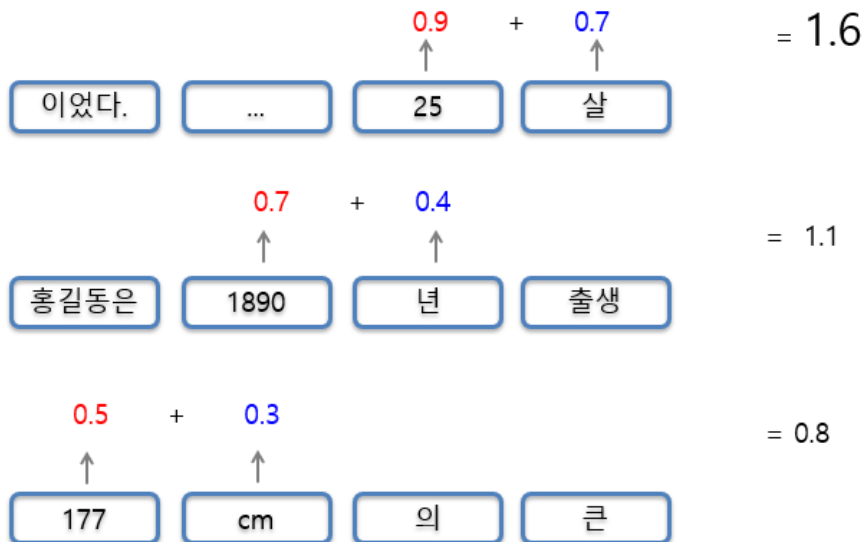 0.9 + 0.7 = 1.6
이었다. ... 25 살
0.7 + 0.4 = 1.1
홍길동은 1890 년 출생
0.5 + 0.3 = 0.8
177 cm 의 큰